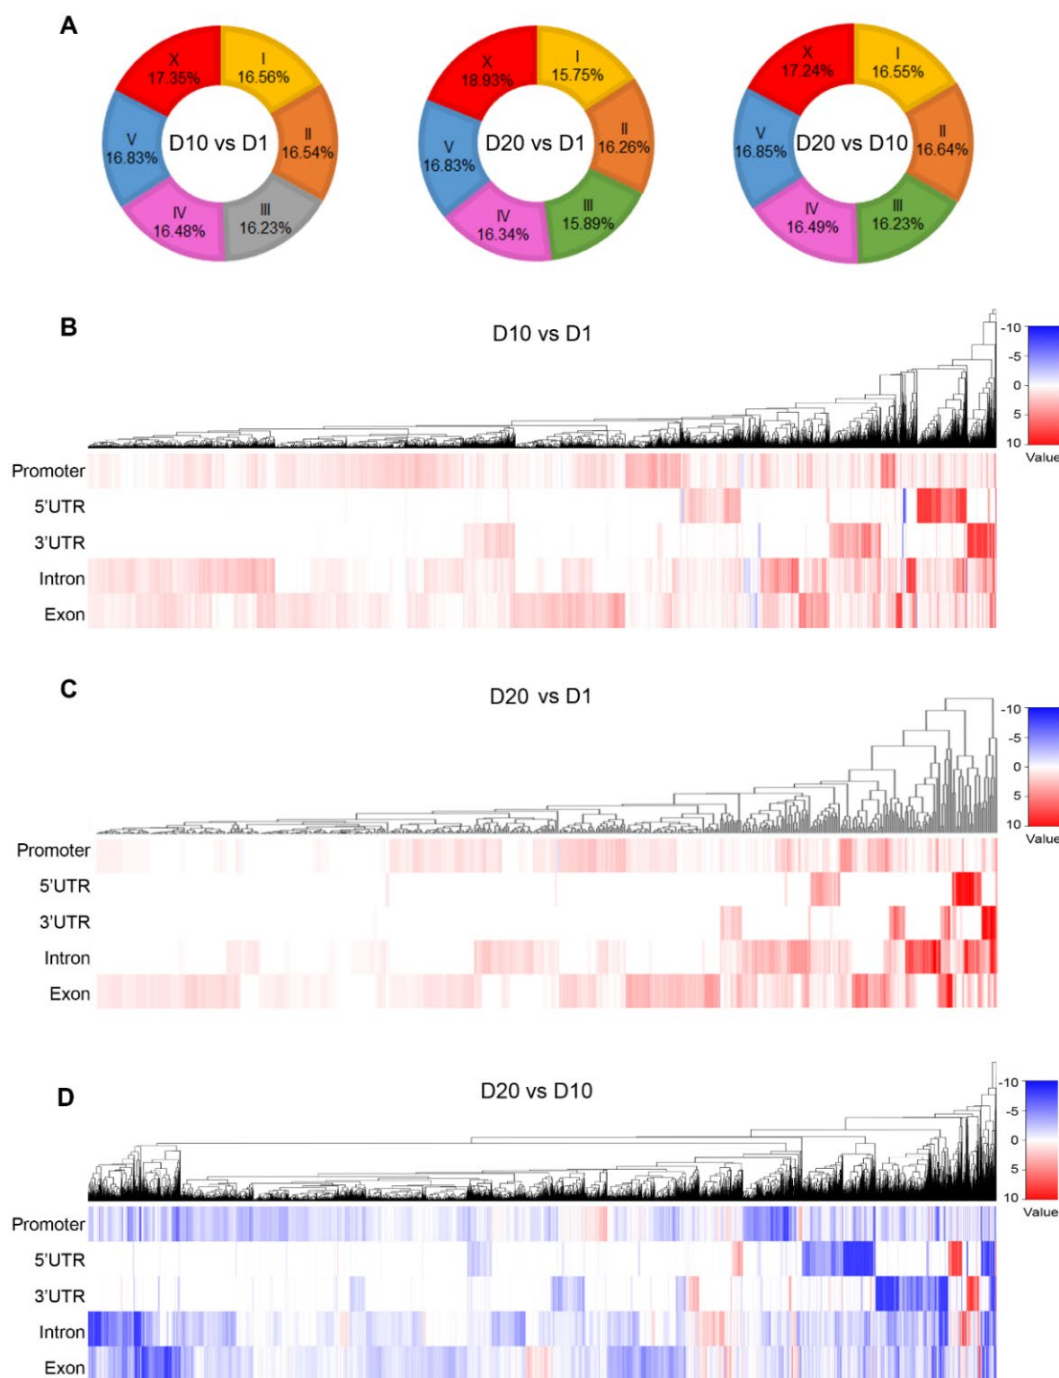 A
X
17.35%
I
16.56%
V
16.83%
D10 vs D1
II
16.54%
IV
16.48%
III
16.23%
X
18.93%
I
15.75%
V
16.83%
D20 vs D1
II
16.26%
IV
16.34%
III
15.89%
X
17.24%
I
16.55%
V
16.85%
D20 vs D10
II
16.64%
IV
16.49%
III
16.23%
B
D10 vs D1
-10
-5
0
5
10
Value
Promoter
5'UTR
3'UTR
Intron
Exon
C
D20 vs D1
-10
-5
0
5
10
Value
Promoter
5'UTR
3'UTR
Intron
Exon
D
D20 vs D10
-10
-5
0
5
10
Value
Promoter
5'UTR
3'UTR
Intron
Exon